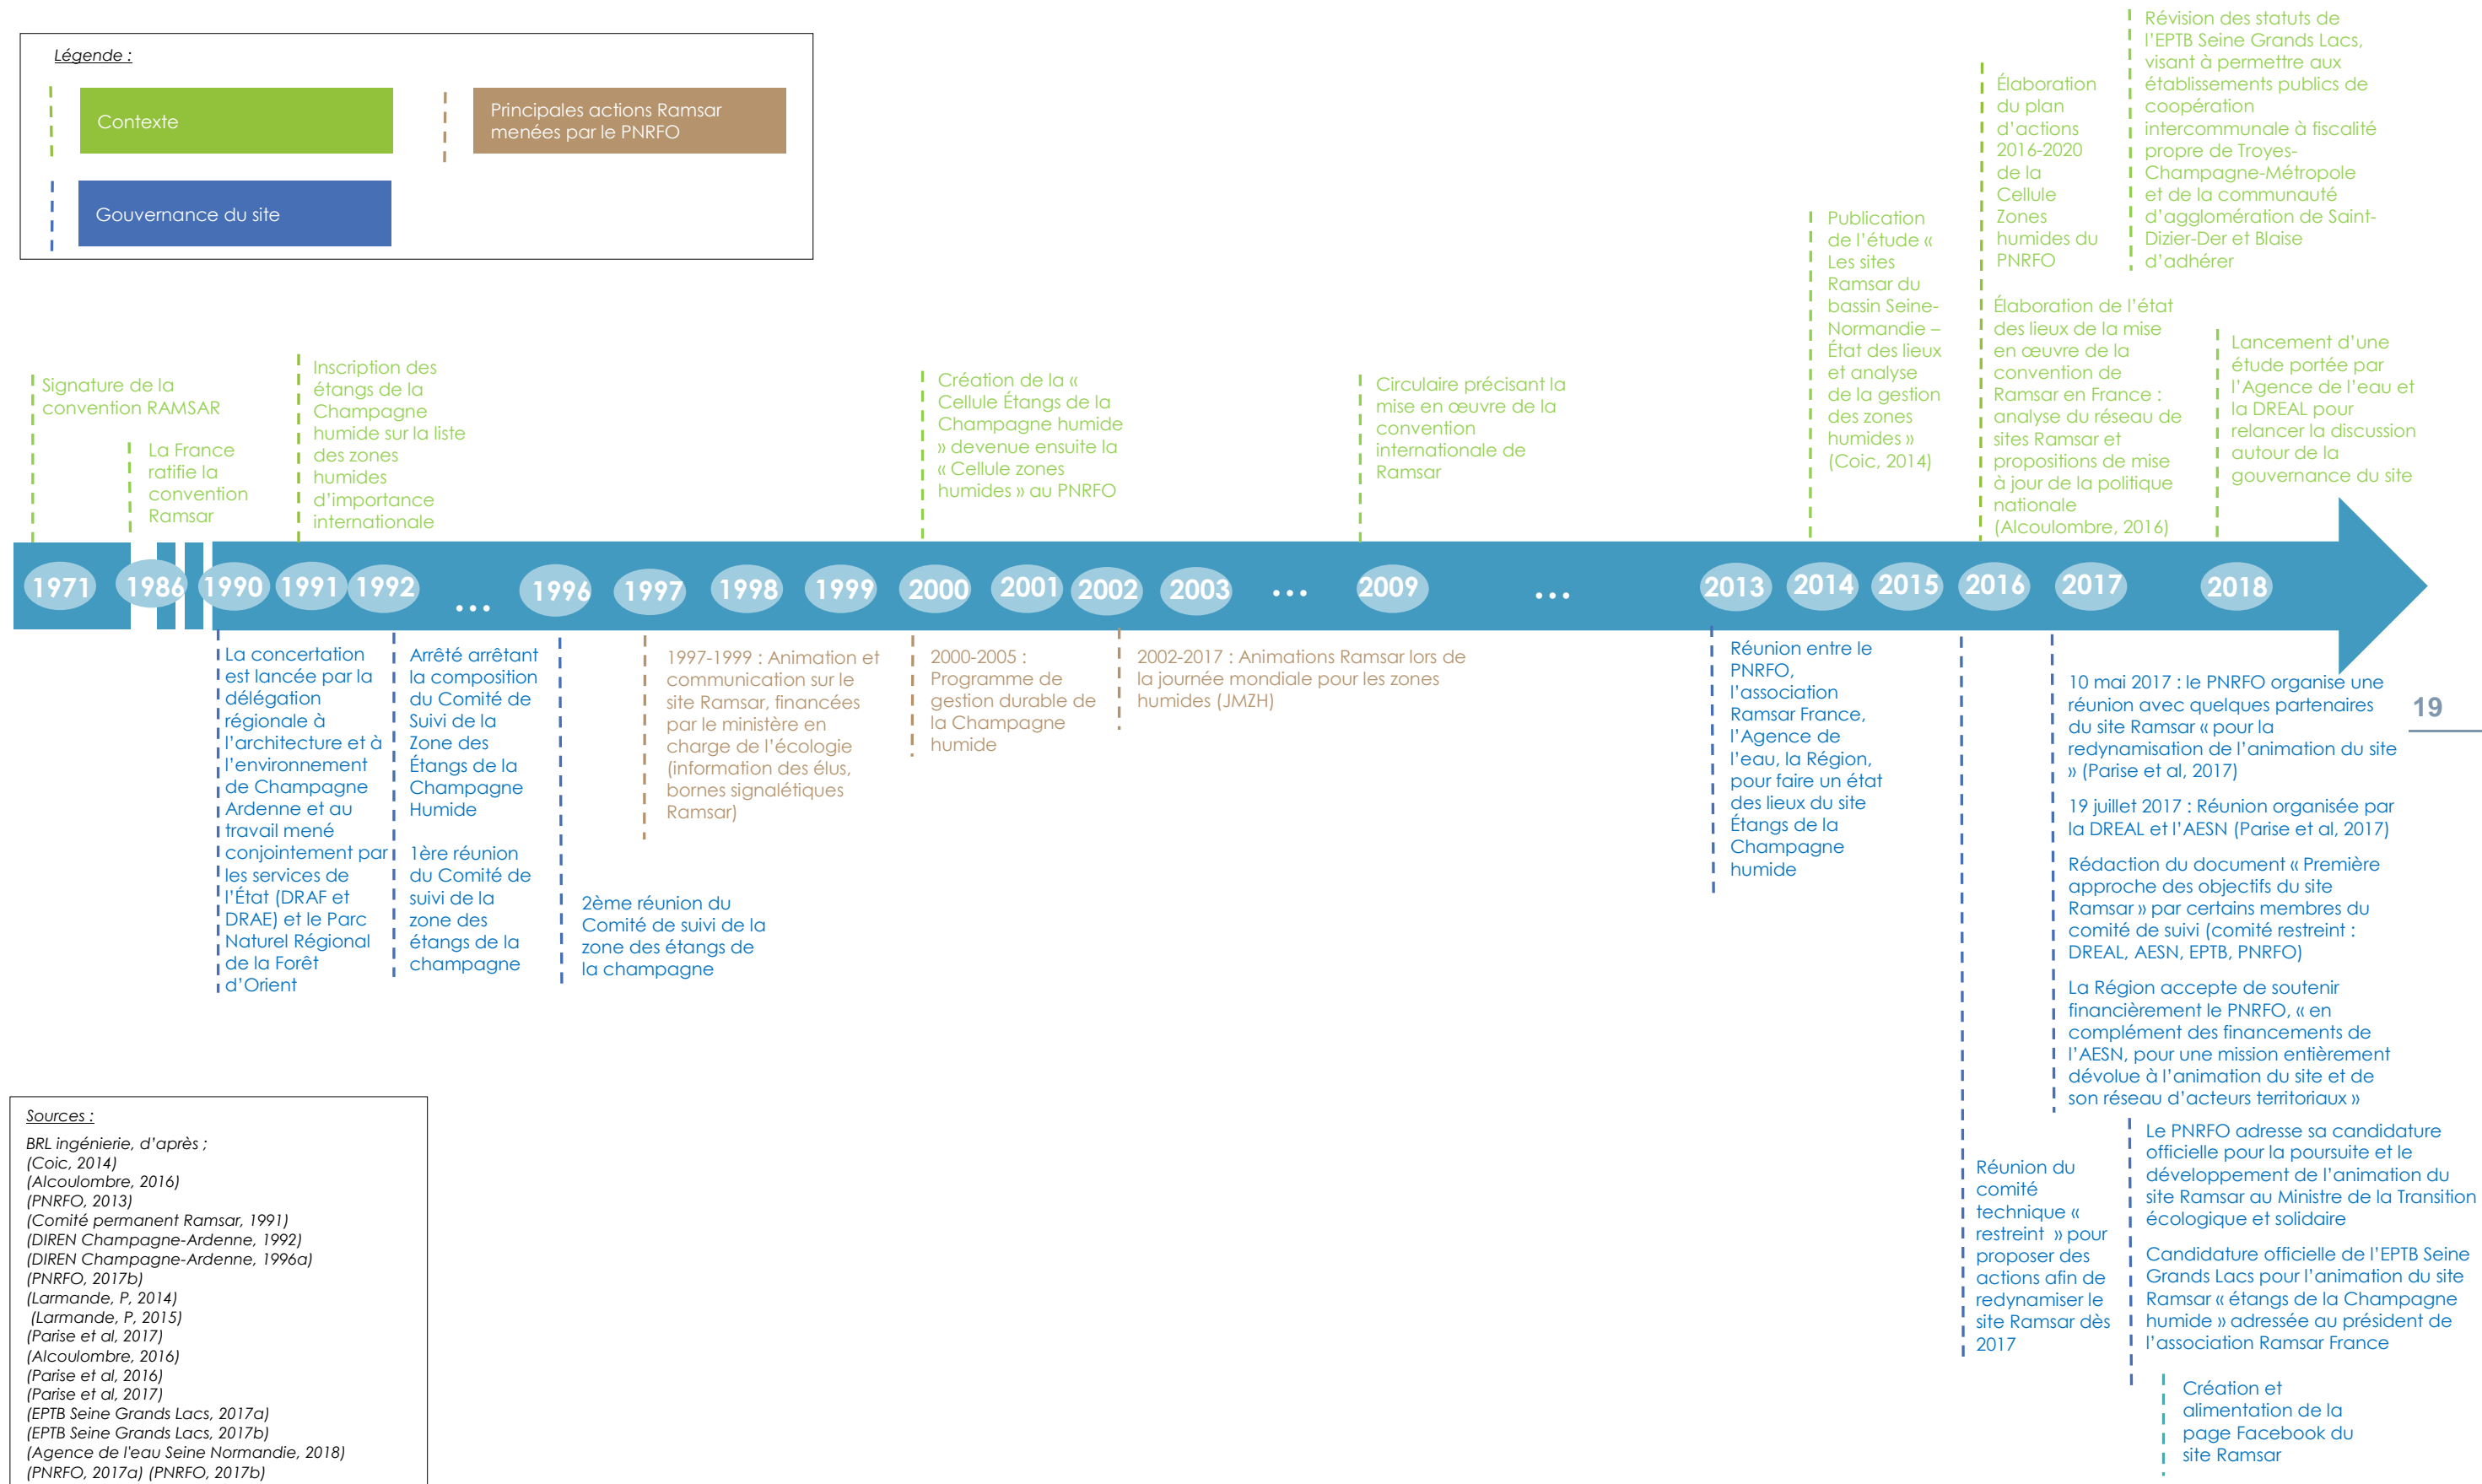 Légende :
Contexte
Principales actions Ramsar
menées par le PNRFO
Gouvernance du site
Signature de la
convention RAMSAR
La France
ratifie la
convention
Ramsar
Inscription des
étangs de la
Champagne
humide sur la liste
des zones
humides
d'importance
internationale
Création de la «
Cellule Étangs de la
Champagne humide
» devenue ensuite la
« Cellule zones
humides » au PNRFO
Circulaire précisant la
mise en œuvre de la
convention
internationale de
Ramsar
Publication
de l'étude «
Les sites
Ramsar du
bassin Seine-
Normandie –
État des lieux
et analyse
de la gestion
des zones
humides »
(Coic, 2014)
Élaboration
du plan
d'actions
2016-2020
de la
Cellule
Zones
humides du
PNRFO
Élaboration de l'état
des lieux de la mise
en œuvre de la
convention de
Ramsar en France :
analyse du réseau de
sites Ramsar et
propositions de mise
à jour de la politique
nationale
(Alcoulombre, 2016)
Révision des statuts de
l'EPTB Seine Grands Lacs,
visant à permettre aux
établissements publics de
coopération
intercommunale à fiscalité
propre de Troyes-
Champagne-Métropole
et de la communauté
d'agglomération de Saint-
Dizier-Der et Blaise
d'adhérer
Lancement d'une
étude portée par
l'Agence de l'eau et
la DREAL pour
relancer la discussion
autour de la
gouvernance du site
1971 1986 1990 1991 1992 ... 1996 1997 1998 1999 2000 2001 2002 2003 ... 2009 ... 2013 2014 2015 2016 2017 2018
La concertation
est lancée par la
délégation
régionale à
l'architecture et à
l'environnement
de Champagne
Ardenne et au
travail mené
conjointement par
les services de
l'État (DRAF et
DRAE) et le Parc
Naturel Régional
de la Forêt
d'Orient
Arrêté arrêtant
la composition
du Comité de
Suivi de la
Zone des
Étangs de la
Champagne
Humide
1ère réunion
du Comité de
suivi de la
zone des
étangs de la
champagne
2ème réunion du
Comité de suivi de la
zone des étangs de
la champagne
1997-1999 : Animation et
communication sur le
site Ramsar, financées
par le ministère en
charge de l'écologie
(information des élus,
bornes signalétiques
Ramsar)
2000-2005 :
Programme de
gestion durable de
la Champagne
humide
2002-2017 : Animations Ramsar lors de
la journée mondiale pour les zones
humides (JMZH)
Réunion entre le
PNRFO,
l'association
Ramsar France,
l'Agence de
l'eau, la Région,
pour faire un état
des lieux du site
Étangs de la
Champagne
humide
Réunion du
comité
technique «
restreint » pour
proposer des
actions afin de
redynamiser le
site Ramsar dès
2017
10 mai 2017 : le PNRFO organise une
réunion avec quelques partenaires
du site Ramsar « pour la
redynamisation de l'animation du site
» (Parise et al, 2017)
19 juillet 2017 : Réunion organisée par
la DREAL et l'AESN (Parise et al, 2017)
Rédaction du document « Première
approche des objectifs du site
Ramsar » par certains membres du
comité de suivi (comité restreint :
DREAL, AESN, EPTB, PNRFO)
La Région accepte de soutenir
financièrement le PNRFO, « en
complément des financements de
l'AESN, pour une mission entièrement
dévolue à l'animation du site et de
son réseau d'acteurs territoriaux »
Le PNRFO adresse sa candidature
officielle pour la poursuite et le
développement de l'animation du
site Ramsar au Ministre de la Transition
écologique et solidaire
Candidature officielle de l'EPTB Seine
Grands Lacs pour l'animation du site
Ramsar « étangs de la Champagne
humide » adressée au président de
l'association Ramsar France
Création et
alimentation de la
page Facebook du
site Ramsar
19
Sources :
BRL ingénierie, d'après ;
(Coic, 2014)
(Alcoulombre, 2016)
(PNRFO, 2013)
(Comité permanent Ramsar, 1991)
(DIREN Champagne-Ardenne, 1992)
(DIREN Champagne-Ardenne, 1996a)
(PNRFO, 2017b)
(Larmande, P, 2014)
(Larmande, P, 2015)
(Parise et al, 2017)
(Alcoulombre, 2016)
(Parise et al, 2016)
(Parise et al, 2017)
(EPTB Seine Grands Lacs, 2017a)
(EPTB Seine Grands Lacs, 2017b)
(Agence de l'eau Seine Normandie, 2018)
(PNRFO, 2017a) (PNRFO, 2017b)